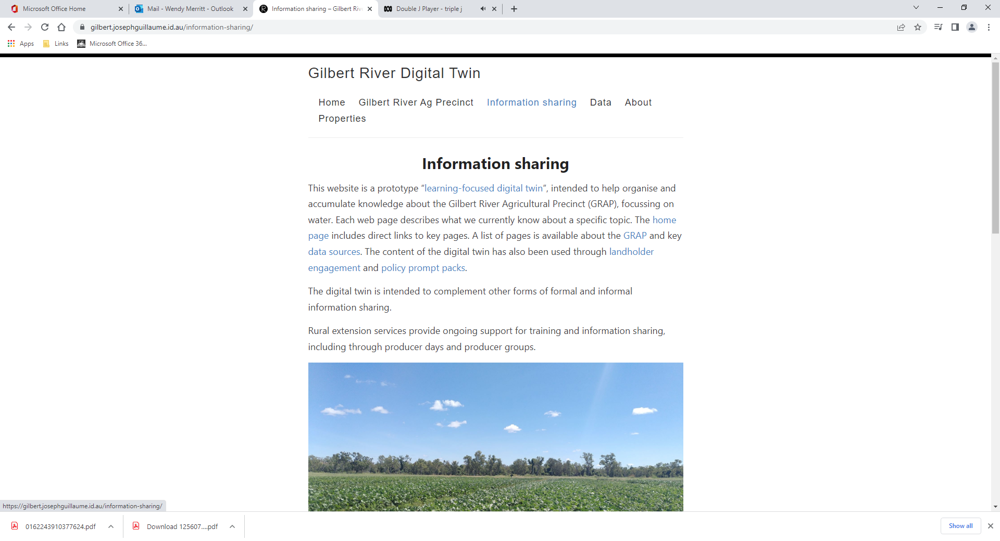 Microsoft Office Home
Mail - Wendy Merritt - Outlook
Information sharing – Gilbert Riv
Double J Player - triple j
gilbert.josephguillaume.id.au/information-sharing/
Apps
Links
Microsoft Office 36...
Gilbert River Digital Twin
Home Gilbert River Ag Precinct Information sharing Data About
Properties
Information sharing
This website is a prototype “learning-focused digital twin”, intended to help organise and
accumulate knowledge about the Gilbert River Agricultural Precinct (GRAP), focussing on
water. Each web page describes what we currently know about a specific topic. The home
page includes direct links to key pages. A list of pages is available about the GRAP and key
data sources. The content of the digital twin has also been used through landholder
engagement and policy prompt packs.
The digital twin is intended to complement other forms of formal and informal
information sharing.
Rural extension services provide ongoing support for training and information sharing,
including through producer days and producer groups.
https://gilbert.josephguillaume.id.au/information-sharing/
0162243910377624.pdf
Download 125607....pdf
Show all